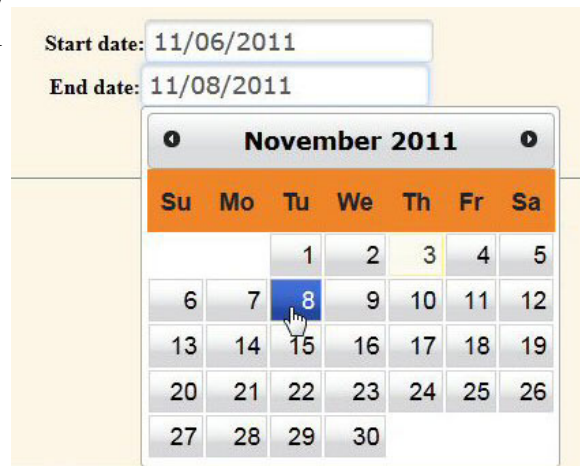 Start date: 11/06/2011
End date: 11/08/2011
November 2011
Su Mo Tu We Th Fr Sa
1 2 3 4 5
6 7 8 9 10 11 12
13 14 15 16 17 18 19
20 21 22 23 24 25 26
27 28 29 30